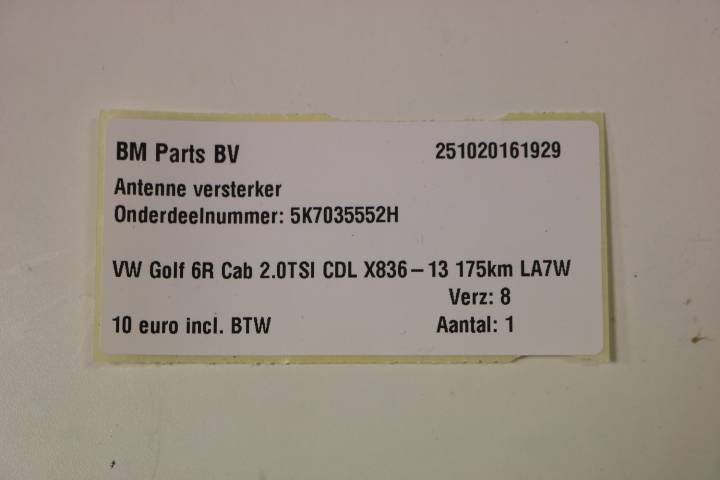 BM Parts BV 251020161929
Antenne versterker
Onderdeelnummer: 5K7035552H
VW Golf 6R Cab 2.0TSI CDL X836-13 175km LA7W
Verz: 8
10 euro incl. BTW Aantal: 1